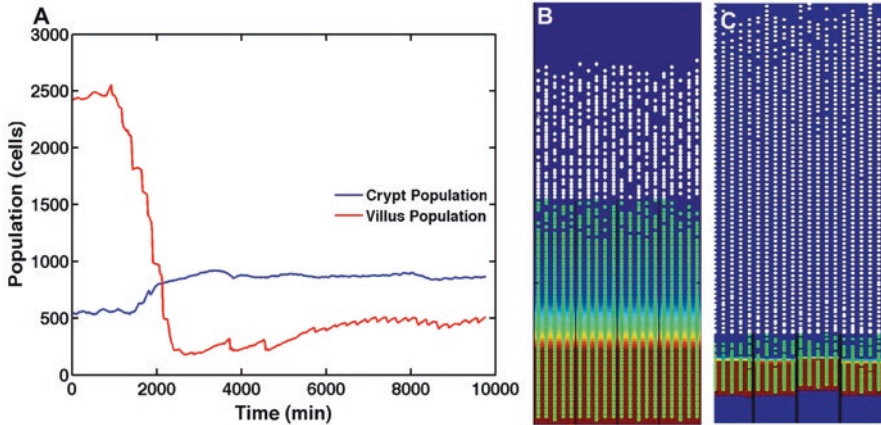 A
B
C
3000
2500
2000
1500
1000
500
0
Population (cells)
Crypt Population
Villus Population
0 2000 4000 6000 8000 10000
Time (min)